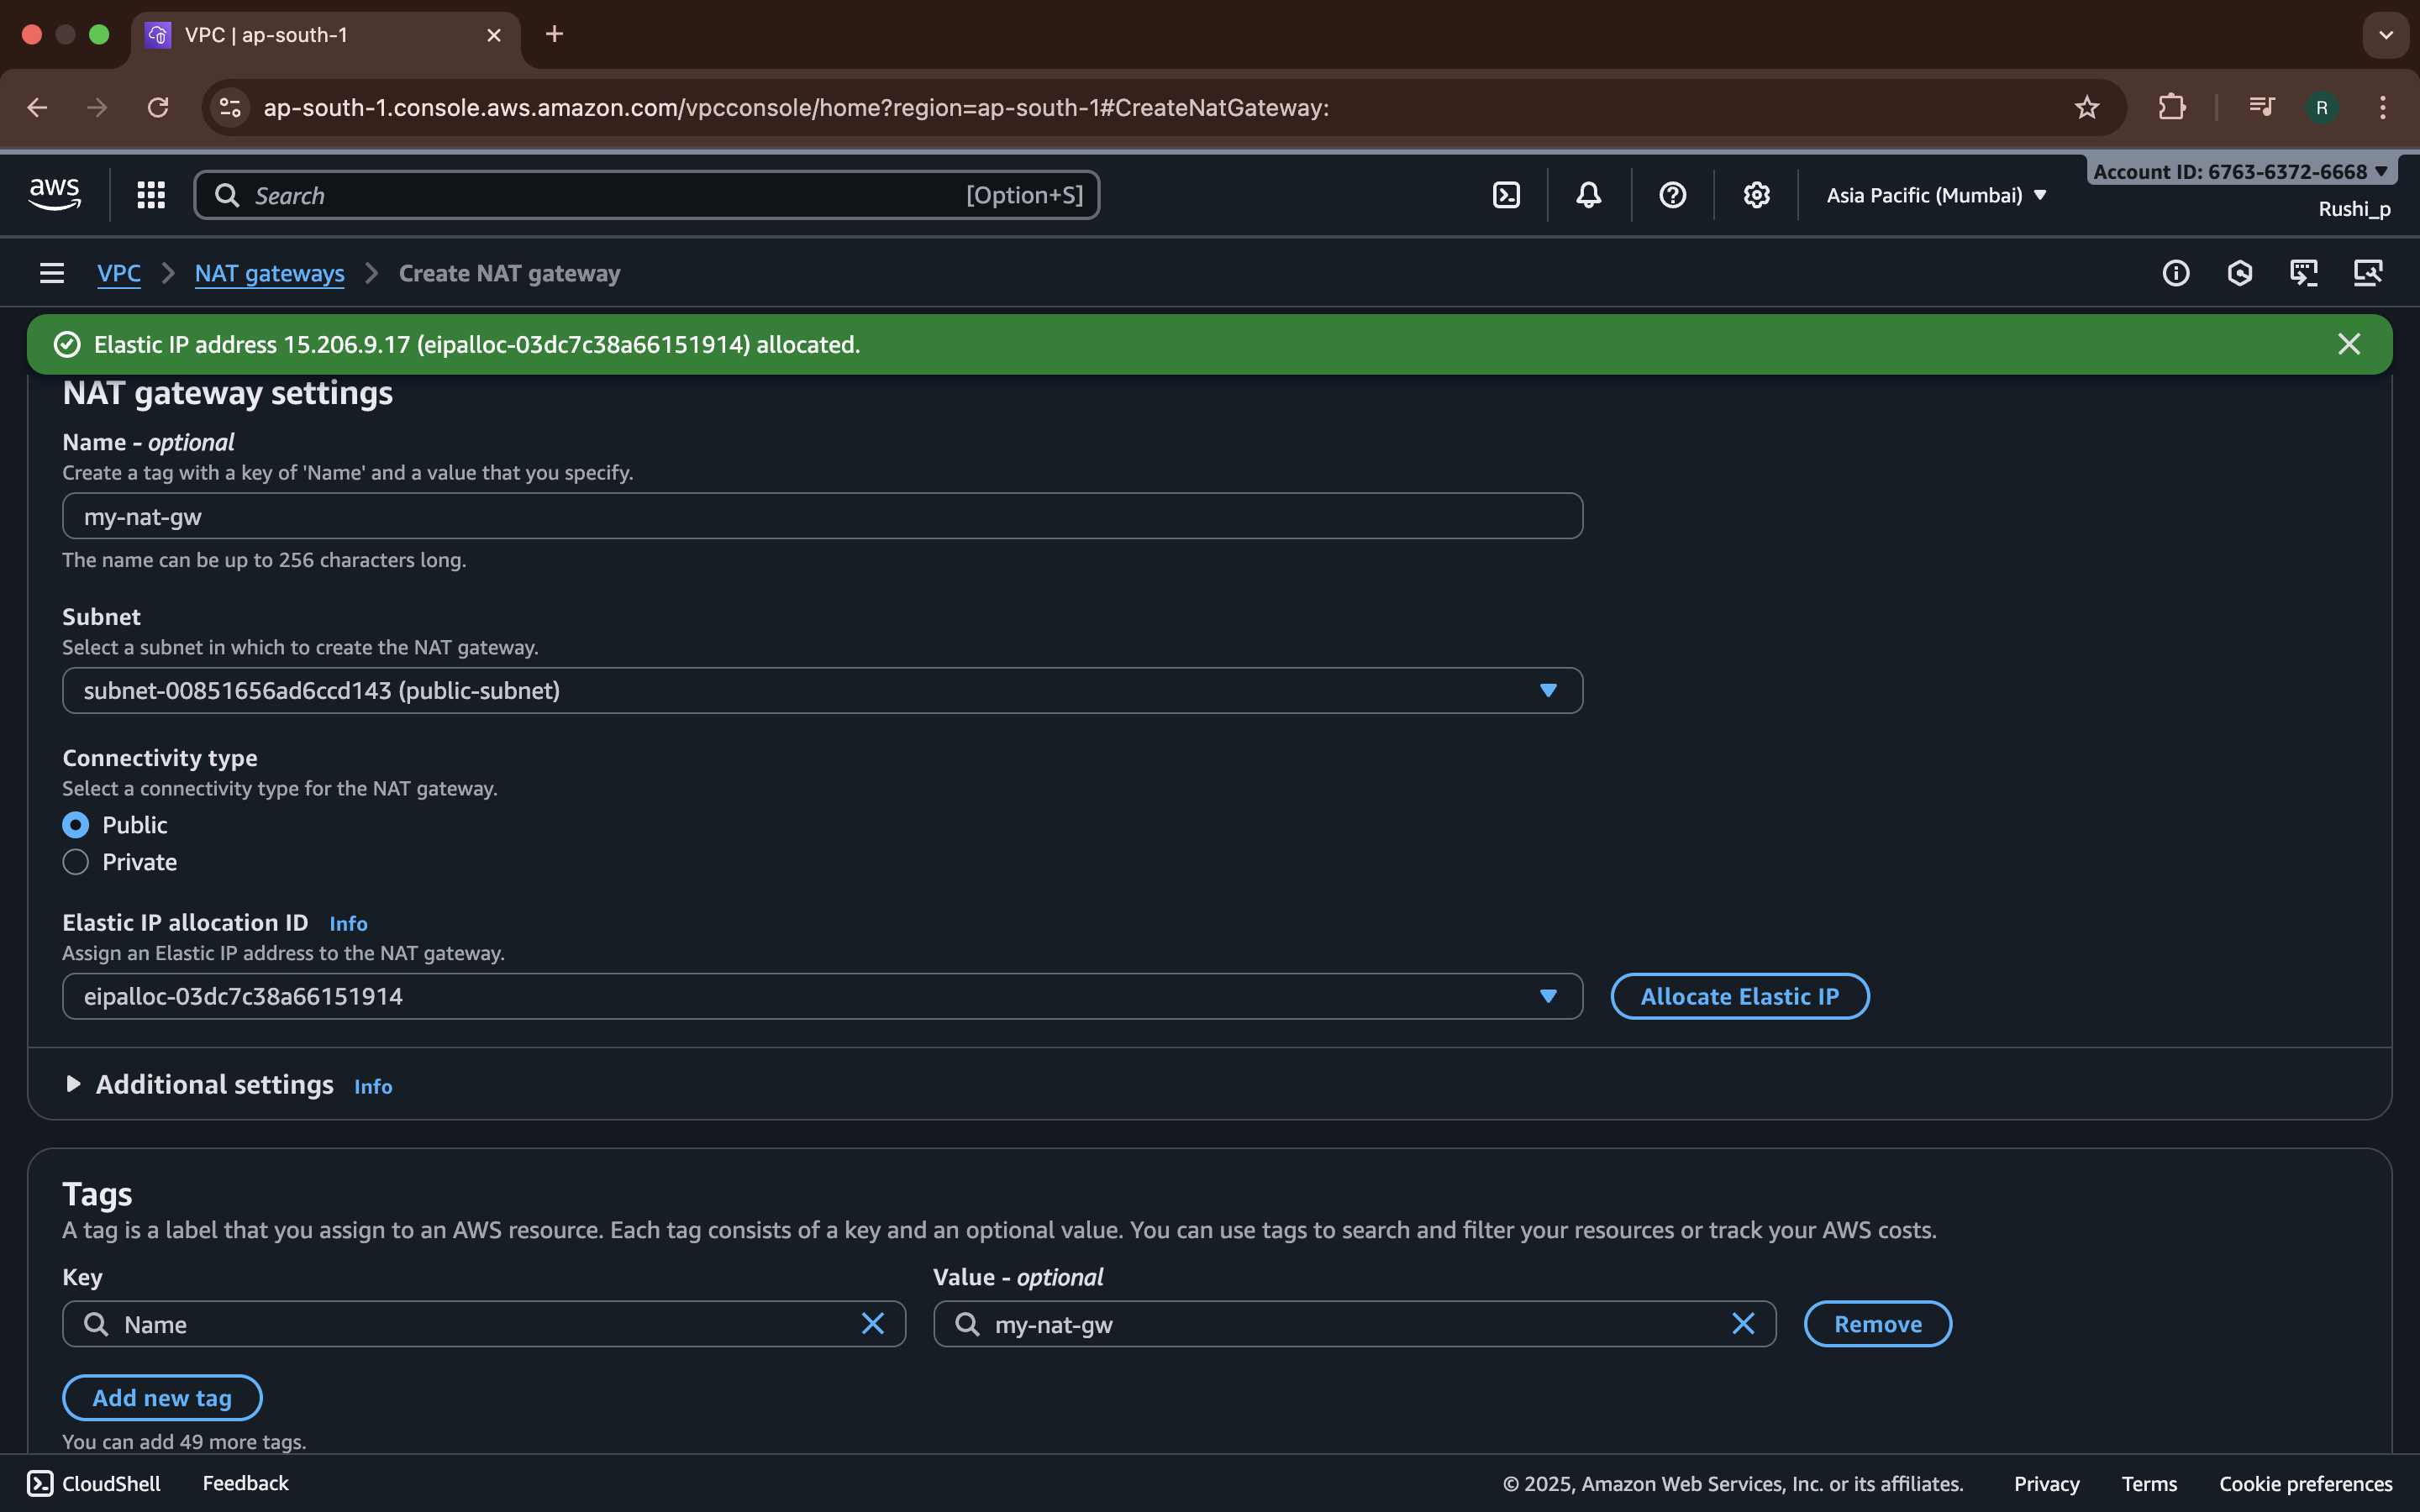 VPC | ap-south-1
ap-south-1.console.aws.amazon.com/vpcconsole/home?region=ap-south-1#CreateNatGateway:
R
aws
Search
[Option+S]
Asia Pacific (Mumbai)
Account ID: 6763-6372-6668
Rushi_p
VPC
NAT gateways
Create NAT gateway
Elastic IP address 15.206.9.17 (eipalloc-03dc7c38a66151914) allocated.
NAT gateway settings
Name - optional
Create a tag with a key of 'Name' and a value that you specify.
my-nat-gw
The name can be up to 256 characters long.
Subnet
Select a subnet in which to create the NAT gateway.
subnet-00851656ad6ccd143 (public-subnet)
Connectivity type
Select a connectivity type for the NAT gateway.
Public
Private
Elastic IP allocation ID Info
Assign an Elastic IP address to the NAT gateway.
eipalloc-03dc7c38a66151914
Allocate Elastic IP
Additional settings Info
Tags
A tag is a label that you assign to an AWS resource. Each tag consists of a key and an optional value. You can use tags to search and filter your resources or track your AWS costs.
Key
Value - optional
Name
my-nat-gw
Remove
Add new tag
You can add 49 more tags.
CloudShell
Feedback
© 2025, Amazon Web Services, Inc. or its affiliates.
Privacy
Terms
Cookie preferences